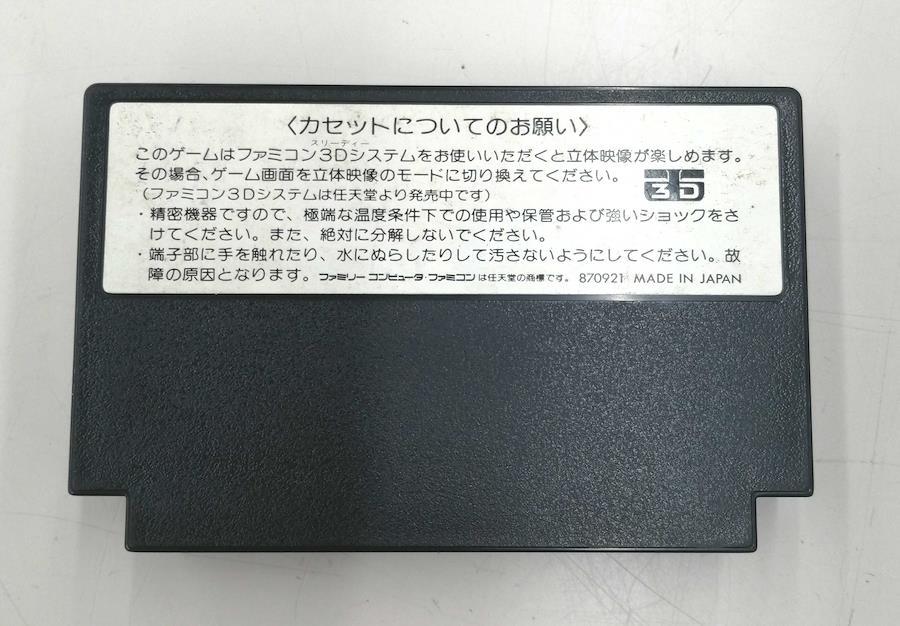 〈カセットについてのお願い〉
スリーディー
このゲームはファミコン3Dシステムをお使いいただくと立体映像が楽しめます。
その場合、ゲーム画面を立体映像のモードに切り換えてください。
3D
(ファミコン3Dシステムは任天堂より発売中です)
・精密機器ですので、極端な温度条件下での使用や保管および強いショックをさ
けてください。また、絶対に分解しないでください。
・端子部に手を触れたり、水にぬらしたりして汚さないようにしてください。故
障の原因となります。ファミリーコンピュータ・ファミコンは任天堂の商標です。 870921 MADE IN JAPAN